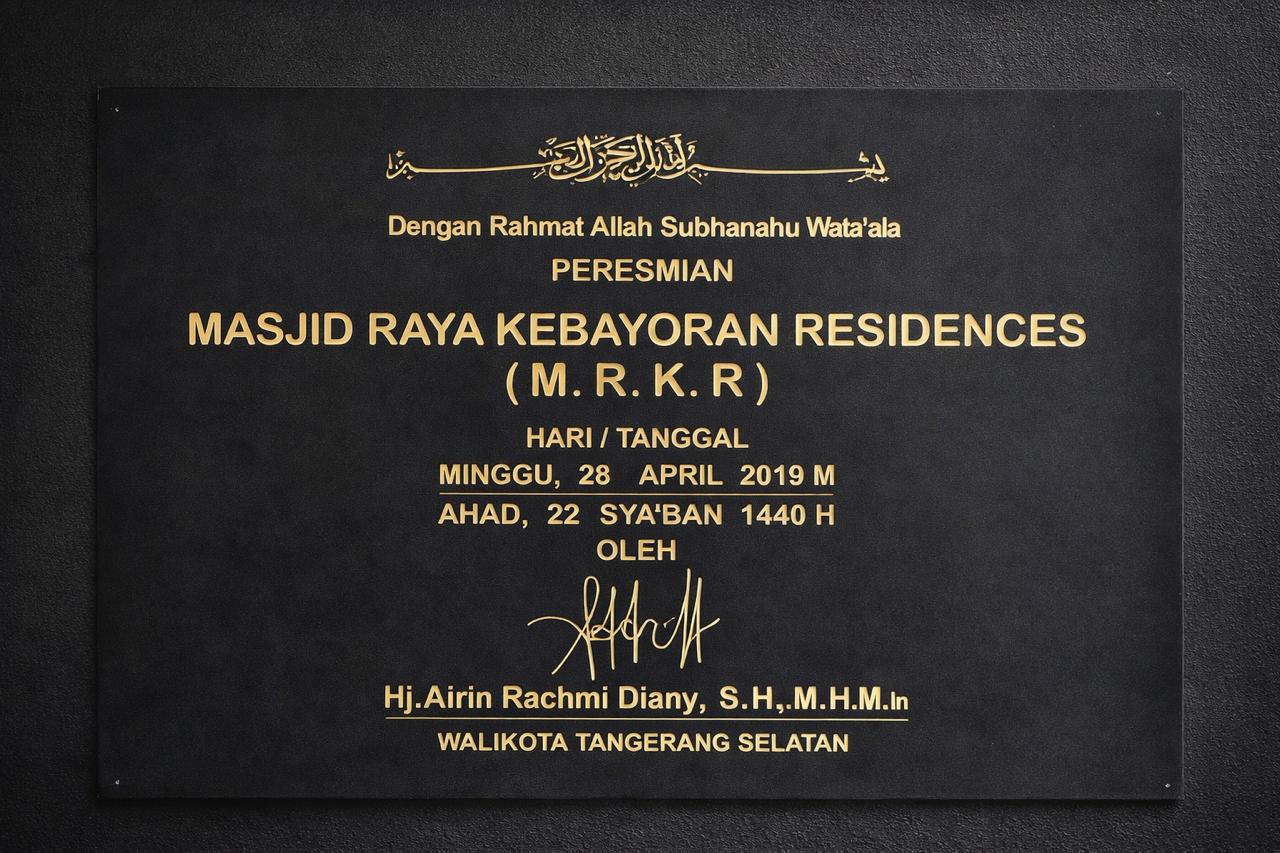 بسم الله الرحمن الرحيم
Dengan Rahmat Allah Subhanahu Wata'ala
PERESMIAN
MASJID RAYA KEBAYORAN RESIDENCES
( M. R. K. R )
HARI / TANGGAL
MINGGU, 28 APRIL 2019 M
AHAD, 22 SYA'BAN 1440 H
OLEH
Hj.Airin Rachmi Diany, S.H,.M.H.M.In
WALIKOTA TANGERANG SELATAN